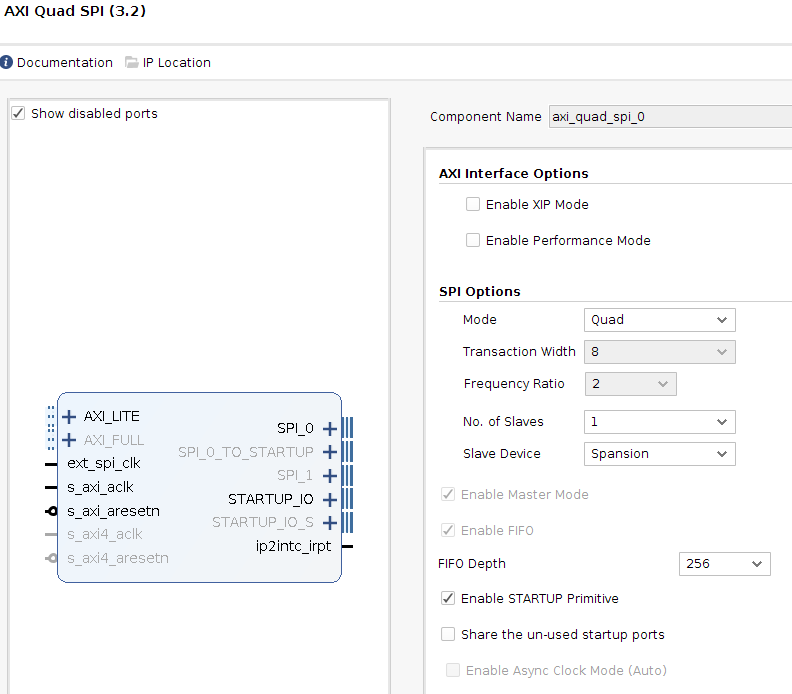 AXI Quad SPI (3.2)
Documentation IP Location
Show disabled ports
AXI_LITE
AXI_FULL
ext_spi_clk
s_axi_aclk
s_axi_aresetn
s_axi4_aclk
s_axi4_aresetn
SPI_0
SPI_0_TO_STARTUP
SPI_1
STARTUP_IO
STARTUP_IO_S
ip2intc_irpt
Component Name axi_quad_spi_0
AXI Interface Options
Enable XIP Mode
Enable Performance Mode
SPI Options
Mode Quad
Transaction Width 8
Frequency Ratio 2
No. of Slaves 1
Slave Device Spansion
Enable Master Mode
Enable FIFO
FIFO Depth 256
Enable STARTUP Primitive
Share the un-used startup ports
Enable Async Clock Mode (Auto)